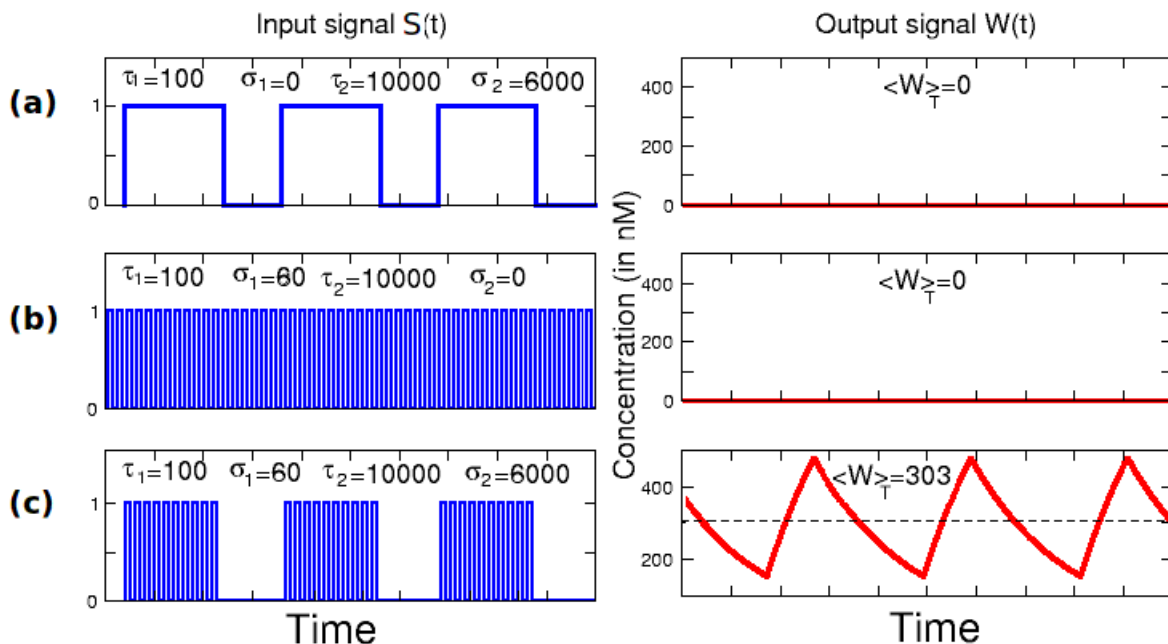 Input signal S(t)
Output signal W(t)
(a)
τ1=100 σ1=0 τ2=10000 σ2=6000
1
0
<W>T=0
400
200
0
(b)
τ1=100 σ1=60 τ2=10000 σ2=0
1
0
<W>T=0
400
200
0
Concentration (in nM)
(c)
τ1=100 σ1=60 τ2=10000 σ2=6000
1
0
<W>T=303
400
200
Time
Time